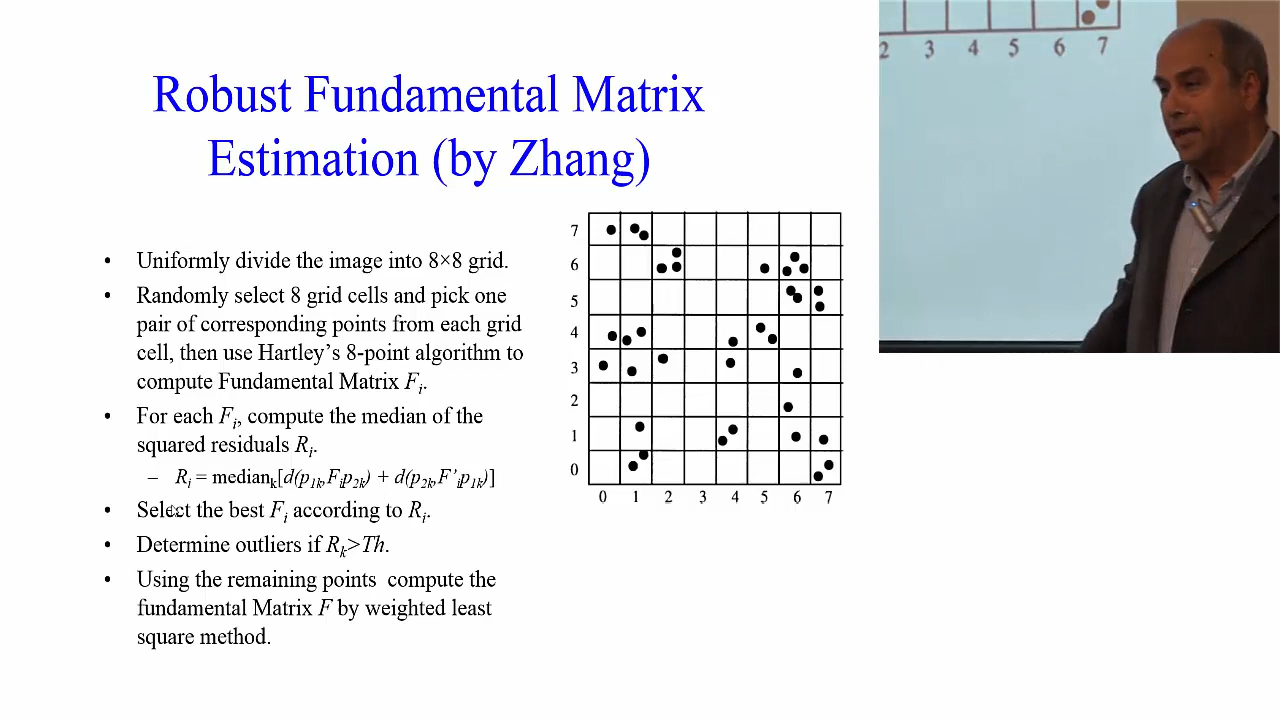 Robust Fundamental Matrix
Estimation (by Zhang)
• Uniformly divide the image into 8×8 grid.
• Randomly select 8 grid cells and pick one
pair of corresponding points from each grid
cell, then use Hartley’s 8-point algorithm to
compute Fundamental Matrix Fi.
• For each Fi, compute the median of the
squared residuals Ri.
– Ri = mediank[d(p1k,Fip2k) + d(p2k,F’ip1k)]
• Select the best Fi according to Ri.
• Determine outliers if Rk>Th.
• Using the remaining points compute the
fundamental Matrix F by weighted least
square method.
7
6
5
4
3
2
1
0
0 1 2 3 4 5 6 7
2 3 4 5 6 7